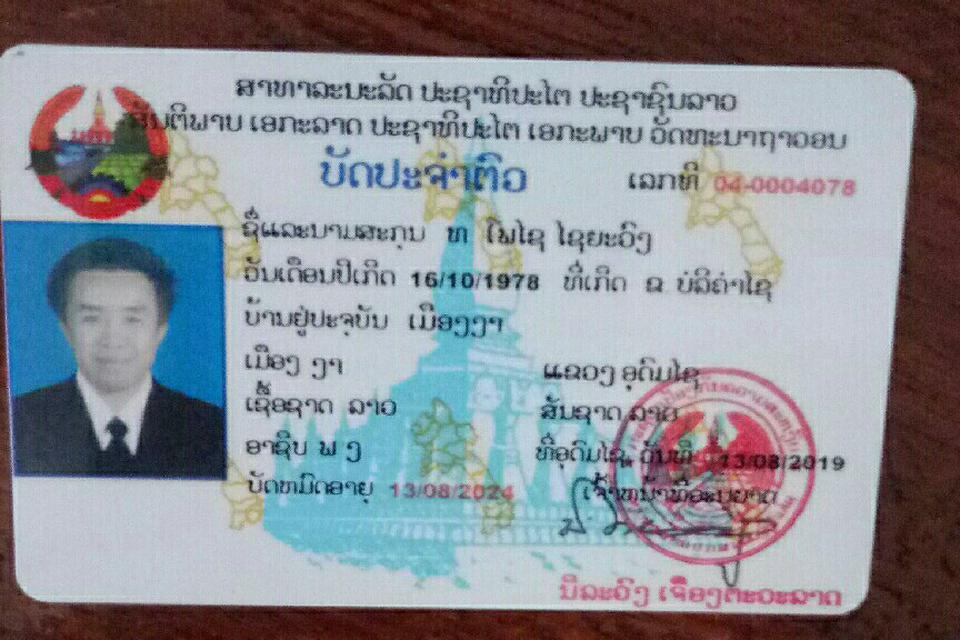 ສາທາລະນະລັດ ປະຊາທິປະໄຕ ປະຊາຊົນລາວ
ສັນຕິພາບ ເອກະລາດ ປະຊາທິປະໄຕ ເອກະພາບ ວັດທະນາຖາວອນ
ບັດປະຈຳຕົວ ເລກທີ 04-0004078
ຊື່ແລະນາມສະກຸນ ທ ໂພໄຊ ໄຊຍະວົງ
ວັນເດືອນປີເກີດ 16/10/1978 ທີ່ເກີດ ຂ ບໍລິຄຳໄຊ
ບ້ານຢູ່ປະຈຸບັນ ເມືອງງາ
ເມືອງ ງາ ແຂວງ ອຸດົມໄຊ
ເຊື້ອຊາດ ລາວ ສັນຊາດ ລາວ
ອາຊີບ ພ ງ ທີ່ອຸດົມໄຊ, ວັນທີ 13/08/2019
ບັດຫມົດອາຍຸ 13/08/2024 ເຈົ້າຫນ້າທີ່ອະນຍາດ
ນິລະວົງ ເຈືອງຕະວະລາດ